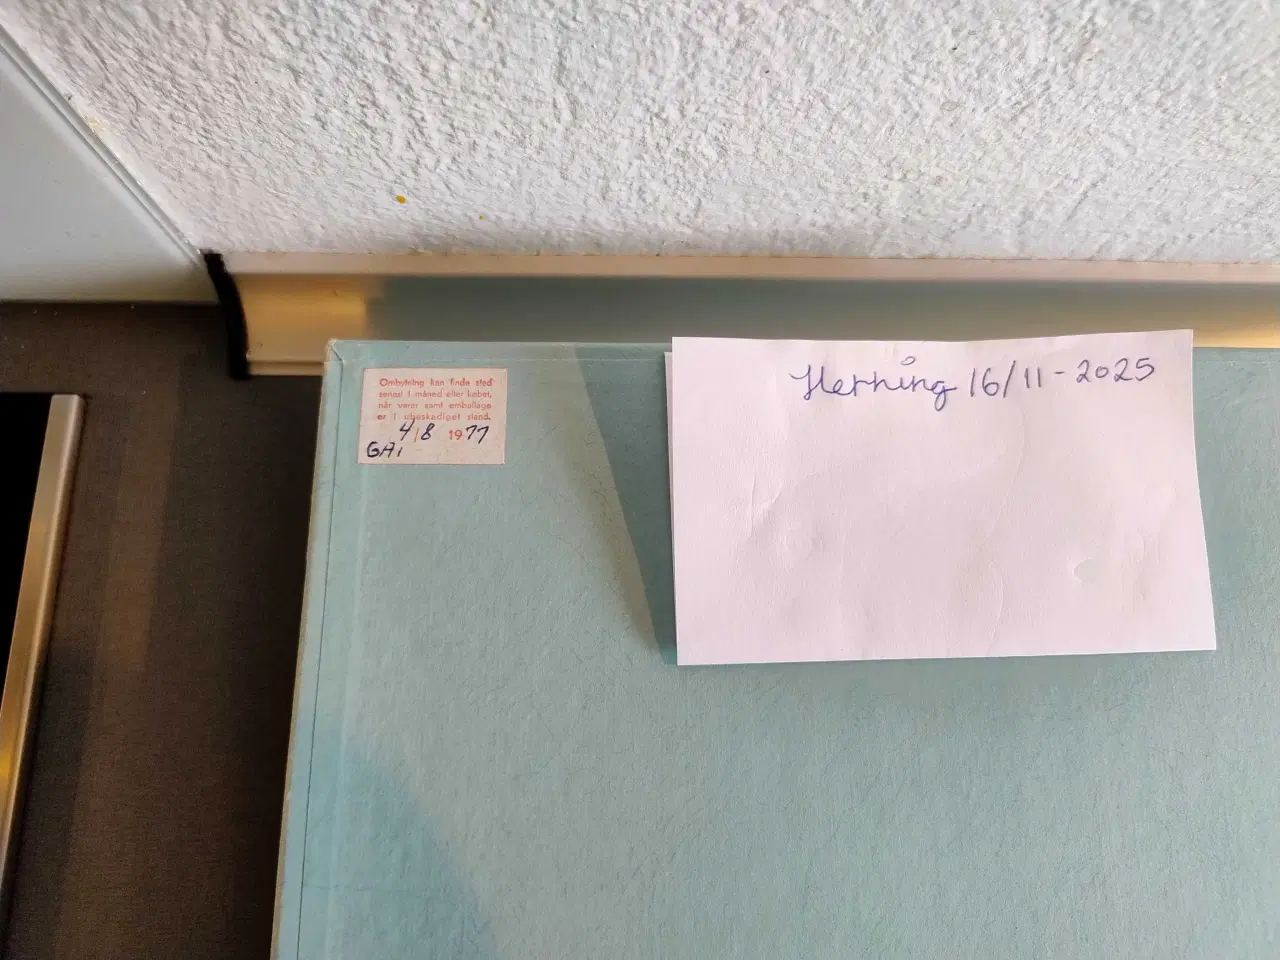 Ombytning kan finde sted
senest 1 måned efter købet,
når varen samt emballage
er i ubeskadiget stand.
4/8 1977
GAi
Herning 16/11-2025